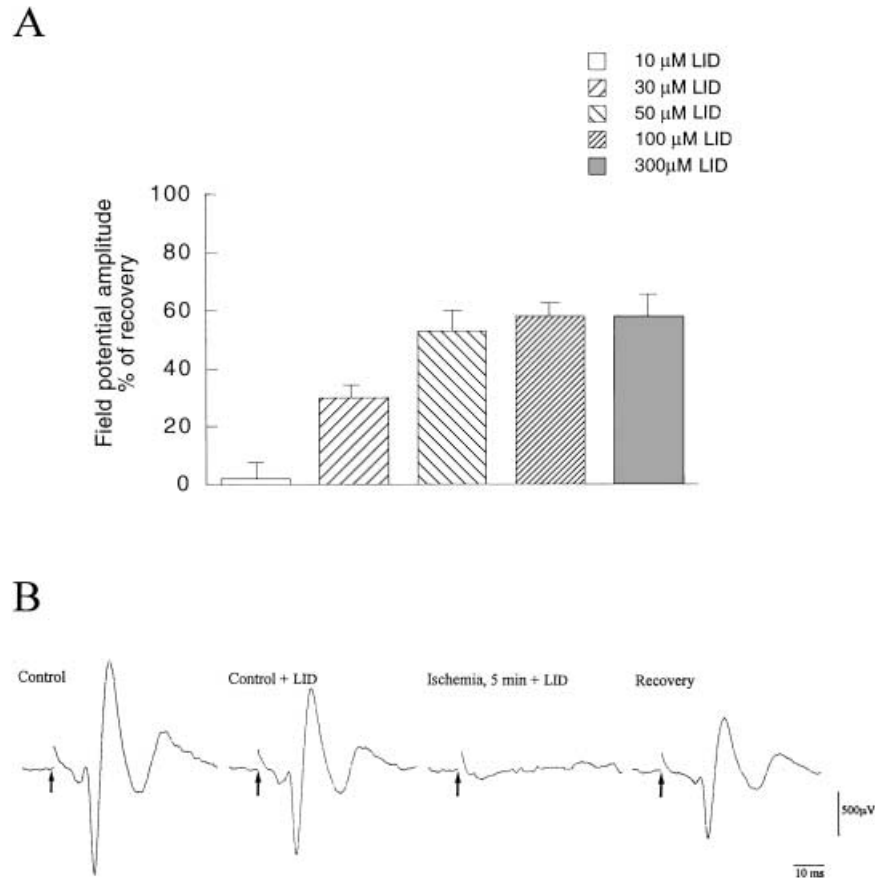 A
10 μM LID
30 μM LID
50 μM LID
100 μM LID
300μM LID
Field potential amplitude
% of recovery
100
80
60
40
20
0
B
Control
Control + LID
Ischemia, 5 min + LID
Recovery
500μV
10 ms